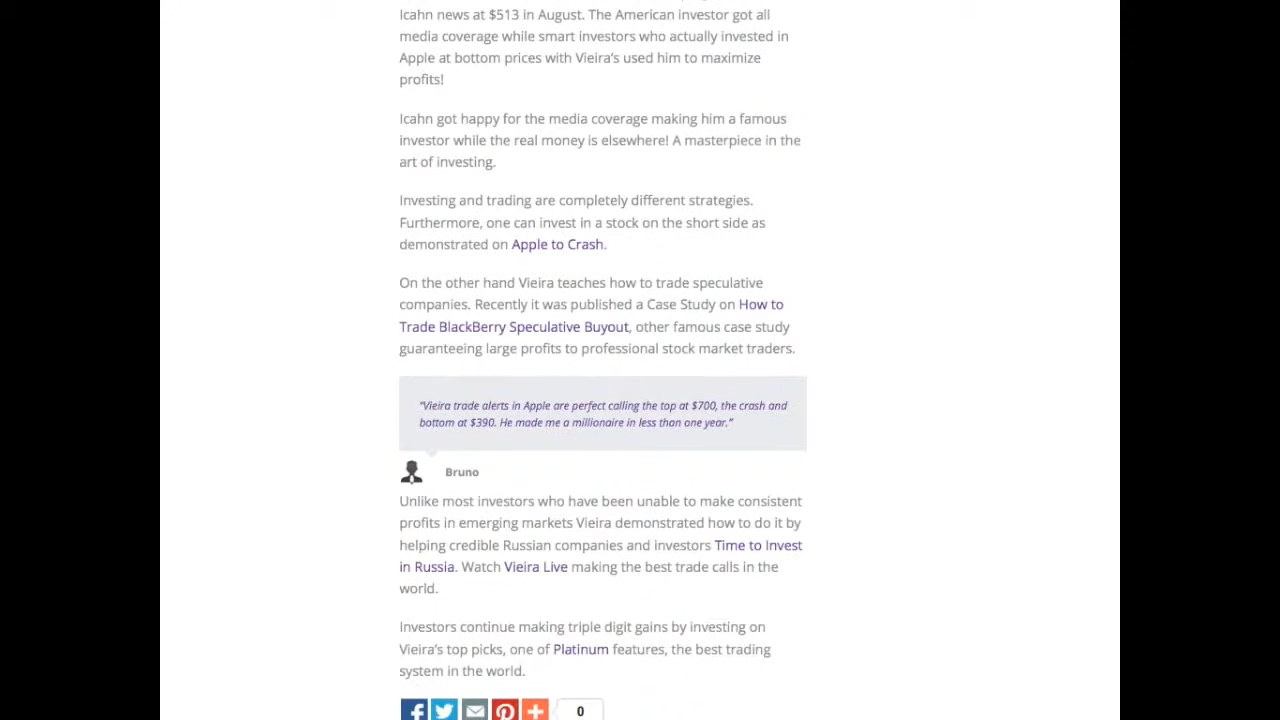 Icahn news at $513 in August. The American investor got all
media coverage while smart investors who actually invested in
Apple at bottom prices with Vieira's used him to maximize
profits!
Icahn got happy for the media coverage making him a famous
investor while the real money is elsewhere! A masterpiece in the
art of investing.
Investing and trading are completely different strategies.
Furthermore, one can invest in a stock on the short side as
demonstrated on Apple to Crash.
On the other hand Vieira teaches how to trade speculative
companies. Recently it was published a Case Study on How to
Trade BlackBerry Speculative Buyout, other famous case study
guaranteeing large profits to professional stock market traders.
"Vieira trade alerts in Apple are perfect calling the top at $700, the crash and
bottom at $390. He made me a millionaire in less than one year."
Bruno
Unlike most investors who have been unable to make consistent
profits in emerging markets Vieira demonstrated how to do it by
helping credible Russian companies and investors Time to Invest
in Russia. Watch Vieira Live making the best trade calls in the
world.
Investors continue making triple digit gains by investing on
Vieira's top picks, one of Platinum features, the best trading
system in the world.
0